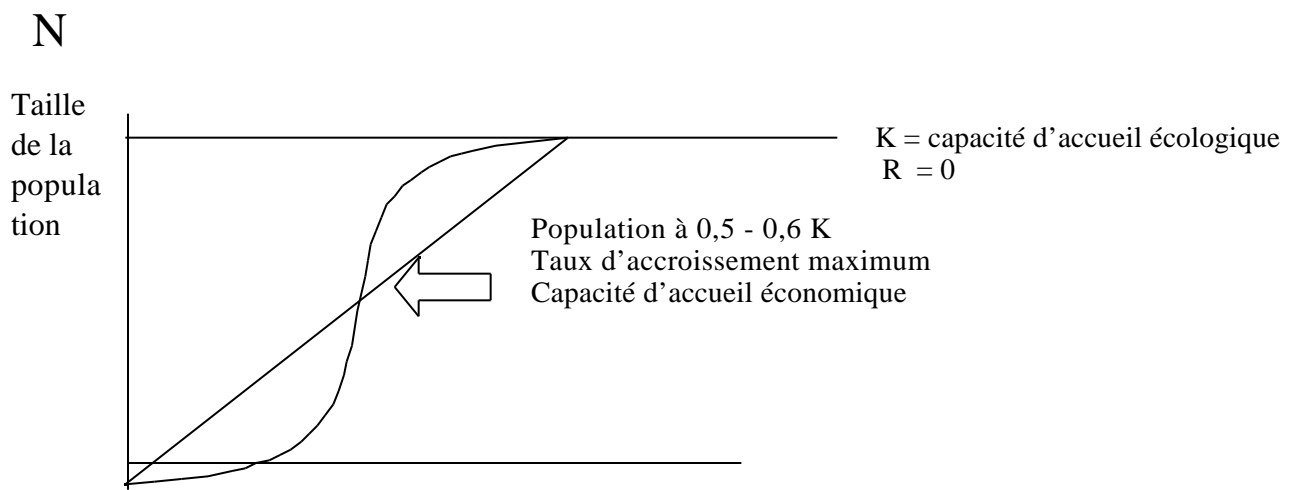 N
Taille
de la
popula
tion
K = capacité d’accueil écologique
R = 0
Population à 0,5 - 0,6 K
Taux d’accroissement maximum
Capacité d’accueil économique